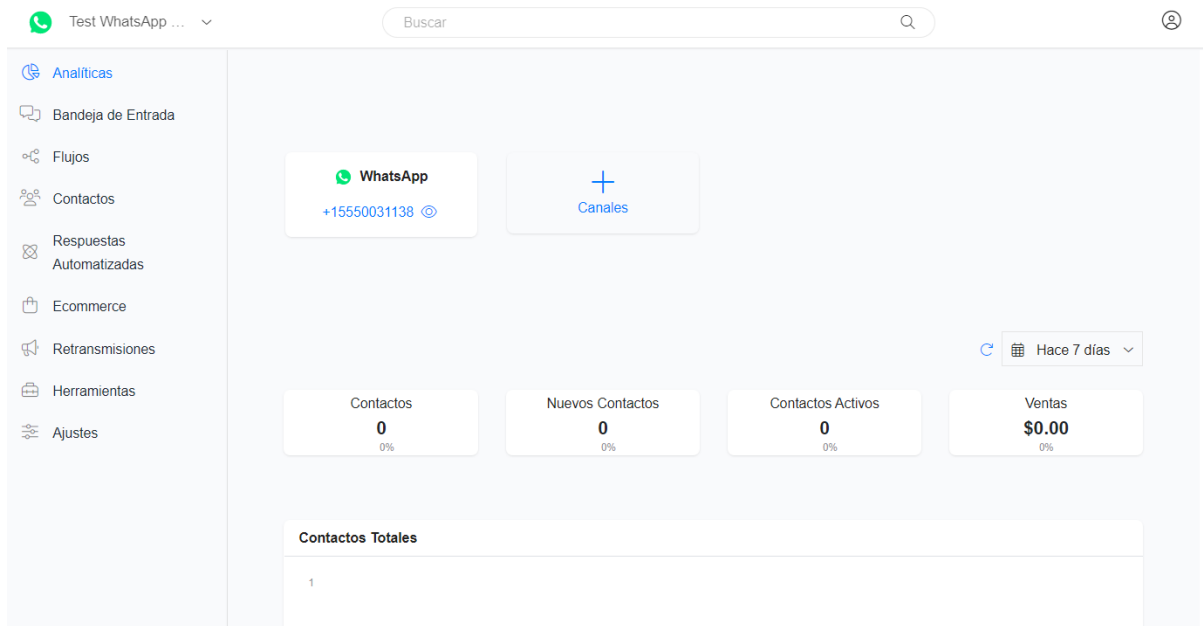 Test WhatsApp ...
Buscar
Analíticas
Bandeja de Entrada
Flujos
Contactos
Respuestas
Automatizadas
Ecommerce
Retransmisiones
Herramientas
Ajustes
WhatsApp
+15550031138
Canales
Hace 7 días
Contactos
0
0%
Nuevos Contactos
0
0%
Contactos Activos
0
0%
Ventas
$0.00
0%
Contactos Totales
1